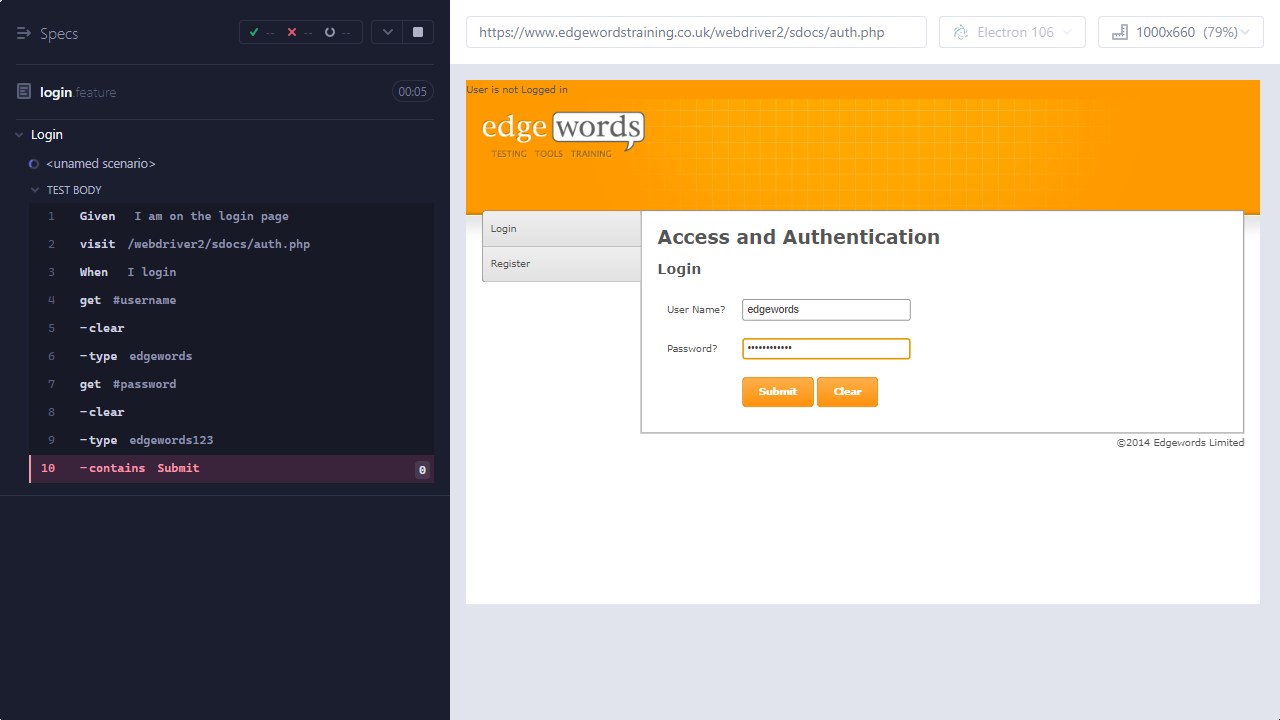 Specs
-- -- --
login.feature
00:05
Login
<unamed scenario>
TEST BODY
1 Given I am on the login page
2 visit /webdriver2/sdocs/auth.php
3 When I login
4 get #username
5 -clear
6 -type edgewords
7 get #password
8 -clear
9 -type edgewords123
10 -contains Submit 0
https://www.edgewordstraining.co.uk/webdriver2/sdocs/auth.php
Electron 106
1000x660 (79%)
User is not Logged in
edgewords
TESTING TOOLS TRAINING
Login
Register
Access and Authentication
Login
User Name? edgewords
Password? ••••••••••••
Submit Clear
©2014 Edgewords Limited